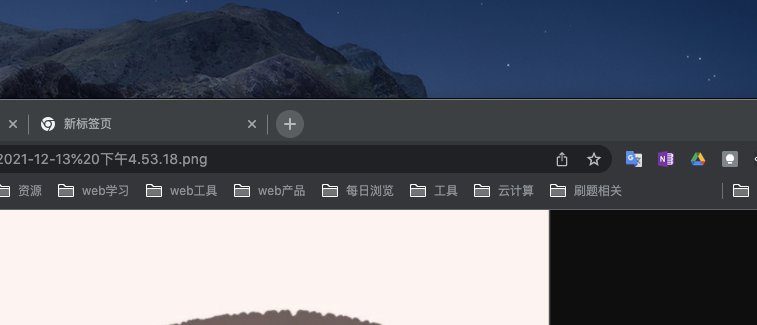 新标签页
2021-12-13%20下午4.53.18.png
资源 web学习 web工具 web产品 每日浏览 工具 云计算 刷题相关